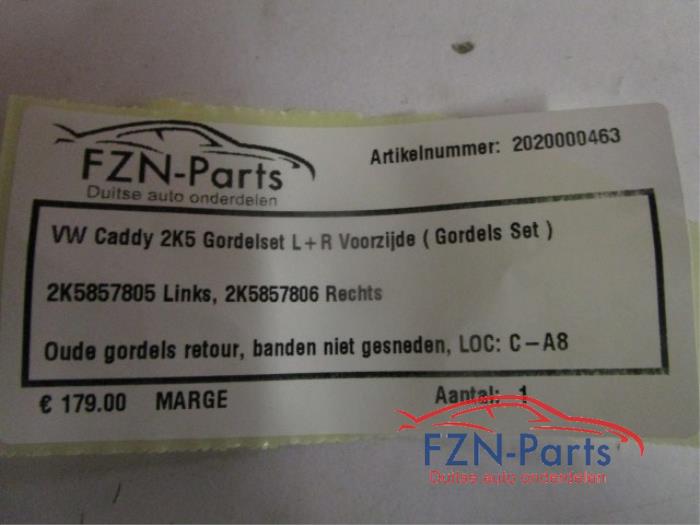 FZN-Parts
Duitse auto onderdelen
Artikelnummer: 2020000463
VW Caddy 2K5 Gordelset L+R Voorzijde ( Gordels Set )
2K5857805 Links, 2K5857806 Rechts
Oude gordels retour, banden niet gesneden, LOC: C-A8
€ 179.00 MARGE Aantal: 1
FZN-Parts
Duitse auto onderdelen